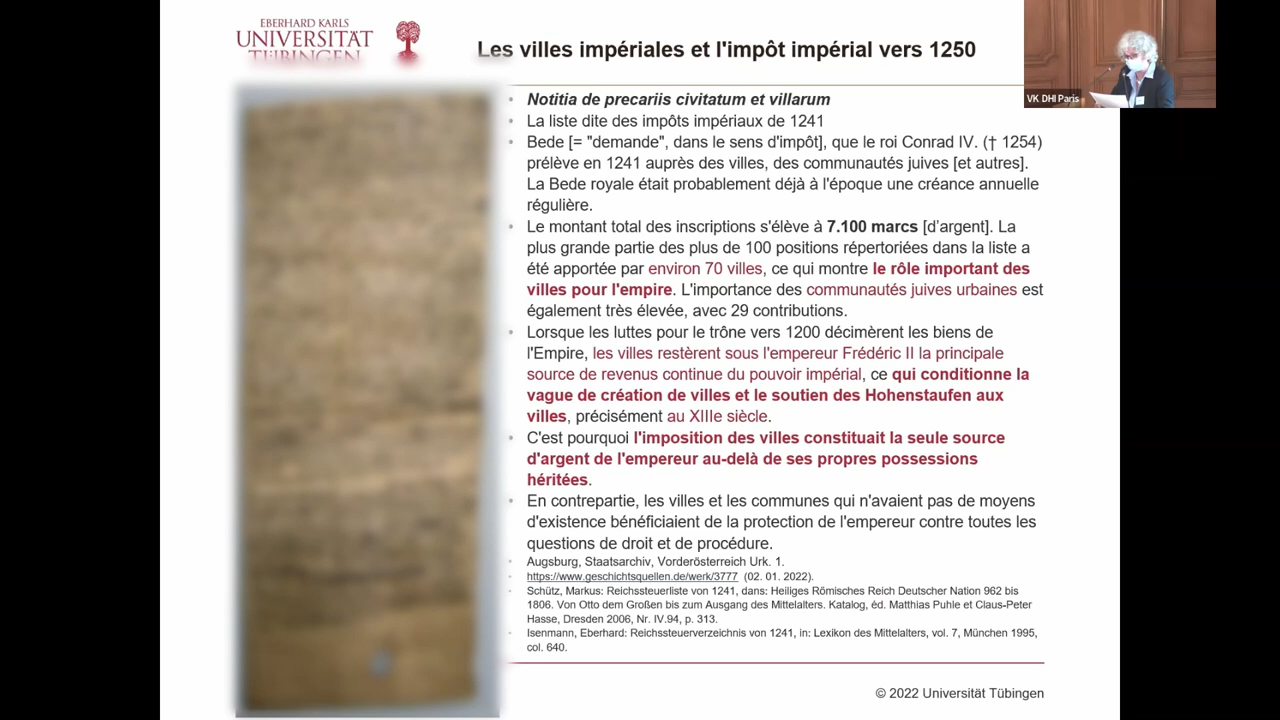 EBERHARD KARLS
UNIVERSITÄT
TÜBINGEN
Les villes impériales et l'impôt impérial vers 1250
VK DHI Paris
• Notitia de precariis civitatum et villarum
• La liste dite des impôts impériaux de 1241
• Bede [= "demande", dans le sens d'impôt], que le roi Conrad IV. († 1254)
prélève en 1241 auprès des villes, des communautés juives [et autres].
La Bede royale était probablement déjà à l'époque une créance annuelle
régulière.
• Le montant total des inscriptions s'élève à 7.100 marcs [d'argent]. La
plus grande partie des plus de 100 positions répertoriées dans la liste a
été apportée par environ 70 villes, ce qui montre le rôle important des
villes pour l'empire. L'importance des communautés juives urbaines est
également très élevée, avec 29 contributions.
• Lorsque les luttes pour le trône vers 1200 décimèrent les biens de
l'Empire, les villes restèrent sous l'empereur Frédéric II la principale
source de revenus continue du pouvoir impérial, ce qui conditionne la
vague de création de villes et le soutien des Hohenstaufen aux
villes, précisément au XIIIe siècle.
• C'est pourquoi l'imposition des villes constituait la seule source
d'argent de l'empereur au-delà de ses propres possessions
héritées.
• En contrepartie, les villes et les communes qui n'avaient pas de moyens
d'existence bénéficiaient de la protection de l'empereur contre toutes les
questions de droit et de procédure.
• Augsburg, Staatsarchiv, Vorderösterreich Urk. 1.
• https://www.geschichtsquellen.de/werk/3777 (02. 01. 2022).
• Schütz, Markus: Reichssteuerliste von 1241, dans: Heiliges Römisches Reich Deutscher Nation 962 bis
1806. Von Otto dem Großen bis zum Ausgang des Mittelalters. Katalog, éd. Matthias Puhle et Claus-Peter
Hasse, Dresden 2006, Nr. IV.94, p. 313.
• Isenmann, Eberhard: Reichssteuerverzeichnis von 1241, in: Lexikon des Mittelalters, vol. 7, München 1995,
col. 640.
© 2022 Universität Tübingen